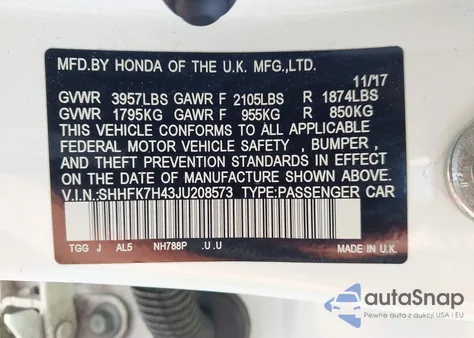 MFD.BY HONDA OF THE U.K. MFG.,LTD.
11/17
GVWR 3957LBS GAWR F 2105LBS R 1874LBS
GVWR 1795KG GAWR F 955KG R 850KG
THIS VEHICLE CONFORMS TO ALL APPLICABLE
FEDERAL MOTOR VEHICLE SAFETY , BUMPER ,
AND THEFT PREVENTION STANDARDS IN EFFECT
ON THE DATE OF MANUFACTURE SHOWN ABOVE.
V.I.N:SHHFK7H43JU208573 TYPE:PASSENGER CAR
TGG J AL5 NH788P .U.U MADE IN U.K.
autaSnap
Pewne auta z aukcji USA i EU